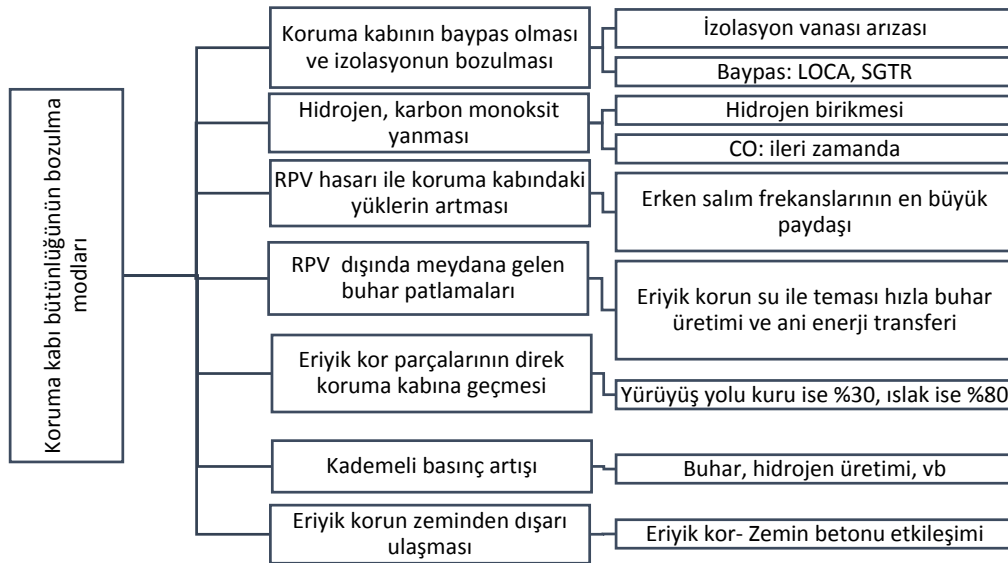 Koruma kabı bütünlüğünün bozulma
modları
Koruma kabının baypas olması
ve izolasyonun bozulması
İzolasyon vanası arızası
Baypas: LOCA, SGTR
Hidrojen, karbon monoksit
yanması
Hidrojen birikmesi
CO: ileri zamanda
RPV hasarı ile koruma kabındaki
yüklerin artması
Erken salım frekanslarının en büyük
paydaşı
RPV dışında meydana gelen
buhar patlamaları
Eriyik korun su ile teması hızla buhar
üretimi ve ani enerji transferi
Eriyik kor parçalarının direk
koruma kabına geçmesi
Yürüyüş yolu kuru ise %30, ıslak ise %80
Kademeli basınç artışı
Buhar, hidrojen üretimi, vb
Eriyik korun zeminden dışarı
ulaşması
Eriyik kor- Zemin betonu etkileşimi